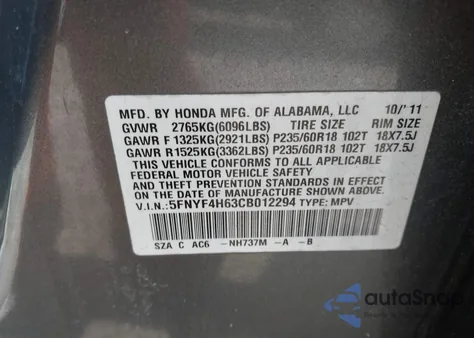 MFD. BY HONDA MFG. OF ALABAMA, LLC 10/'11
GVWR 2765KG(6096LBS) TIRE SIZE RIM SIZE
GAWR F 1325KG(2921LBS) P235/60R18 102T 18X7.5J
GAWR R 1525KG(3362LBS) P235/60R18 102T 18X7.5J
THIS VEHICLE CONFORMS TO ALL APPLICABLE
FEDERAL MOTOR VEHICLE SAFETY AND
THEFT PREVENTION STANDARDS IN EFFECT
ON THE DATE OF MANUFACTURE SHOWN ABOVE.
V.I.N.: 5FNYF4H63CB012294 TYPE: MPV
SZA C AC6 -NH737M -A -B
autoSnap